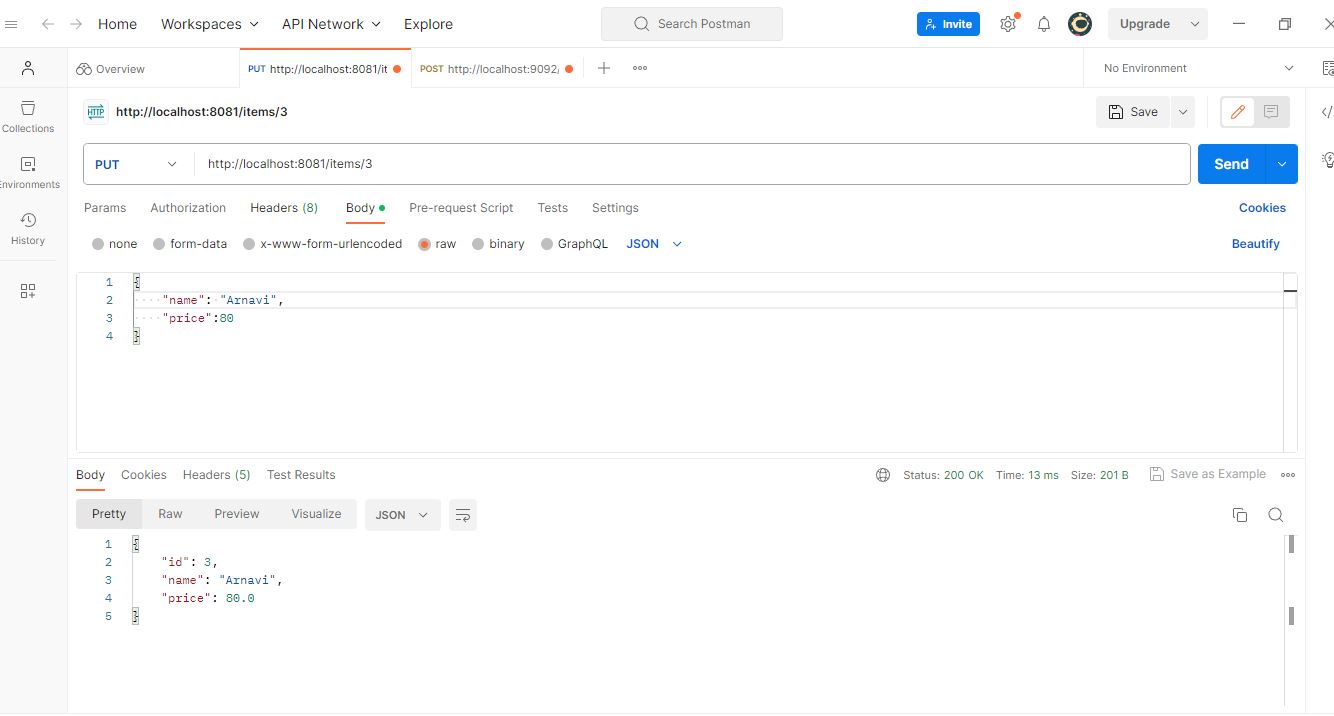 Home Workspaces API Network Explore Search Postman Invite Upgrade
Overview PUT http://localhost:8081/it POST http://localhost:9092/ No Environment
HTTP http://localhost:8081/items/3 Save
Collections
PUT http://localhost:8081/items/3 Send
Environments
Params Authorization Headers (8) Body Pre-request Script Tests Settings Cookies
History
none form-data x-www-form-urlencoded raw binary GraphQL JSON Beautify
1 {
2 "name": "Arnavi",
3 "price":80
4 }
Body Cookies Headers (5) Test Results Status: 200 OK Time: 13 ms Size: 201 B Save as Example
Pretty Raw Preview Visualize JSON
1 {
2 "id": 3,
3 "name": "Arnavi",
4 "price": 80.0
5 }